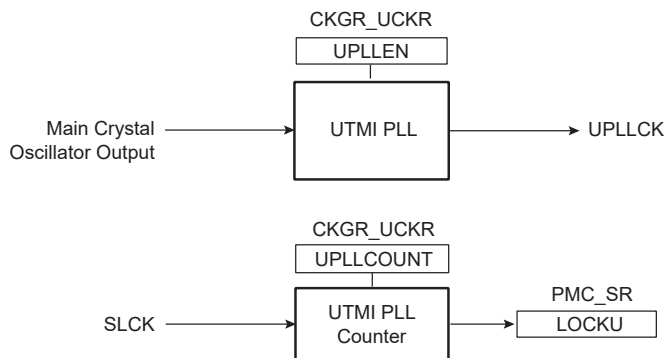 CKGR_UCKR
UPLLEN
Main Crystal
Oscillator Output
UTMI PLL
UPLLCK
CKGR_UCKR
UPLLCOUNT
SLCK
UTMI PLL
Counter
PMC_SR
LOCKU